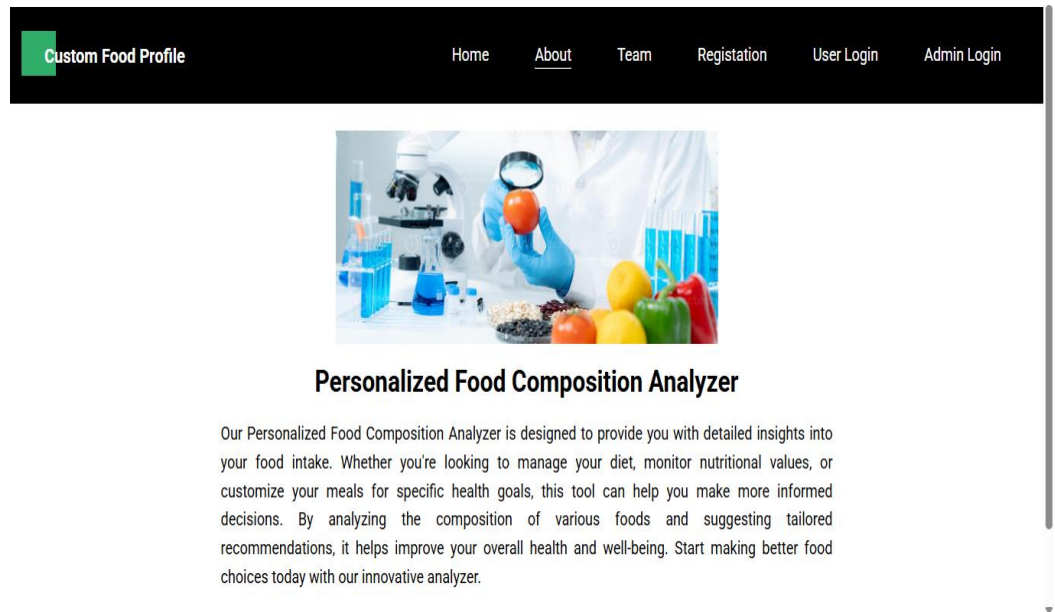 Custom Food Profile
Home About Team Registation User Login Admin Login
Personalized Food Composition Analyzer
Our Personalized Food Composition Analyzer is designed to provide you with detailed insights into
your food intake. Whether you're looking to manage your diet, monitor nutritional values, or
customize your meals for specific health goals, this tool can help you make more informed
decisions. By analyzing the composition of various foods and suggesting tailored
recommendations, it helps improve your overall health and well-being. Start making better food
choices today with our innovative analyzer.